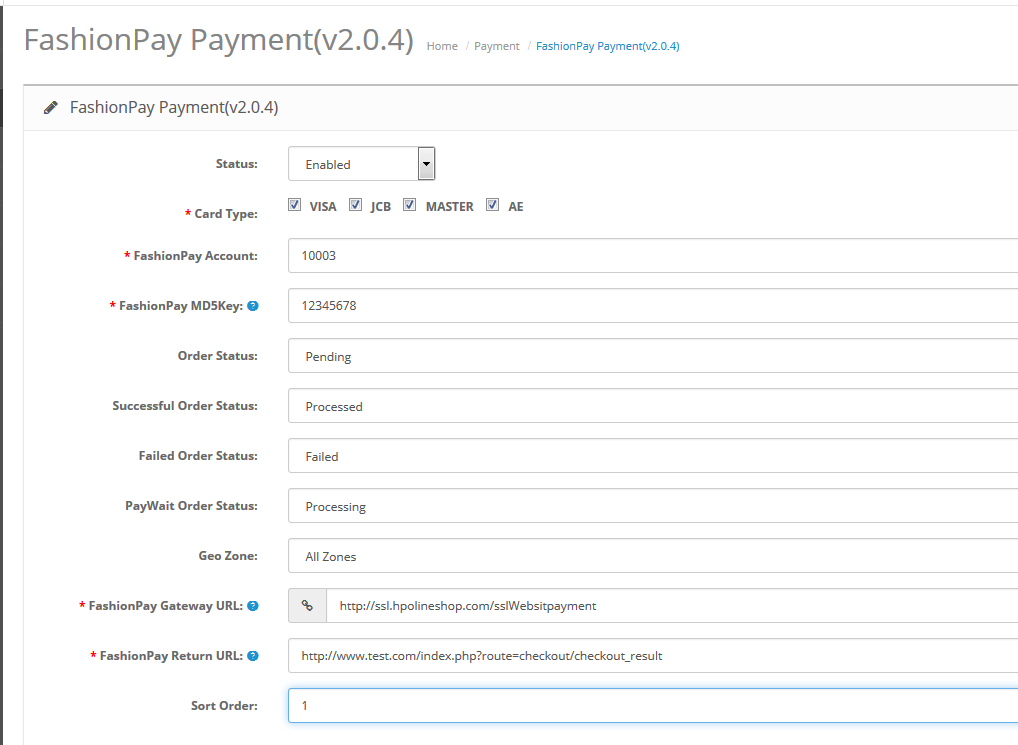 FashionPay Payment(v2.0.4) Home / Payment / FashionPay Payment(v2.0.4)
FashionPay Payment(v2.0.4)
Status: Enabled
* Card Type: VISA JCB MASTER AE
* FashionPay Account: 10003
* FashionPay MD5Key: ? 12345678
Order Status: Pending
Successful Order Status: Processed
Failed Order Status: Failed
PayWait Order Status: Processing
Geo Zone: All Zones
* FashionPay Gateway URL: ? http://ssl.hpolineshop.com/sslWebsitpayment
* FashionPay Return URL: ? http://www.test.com/index.php?route=checkout/checkout_result
Sort Order: 1